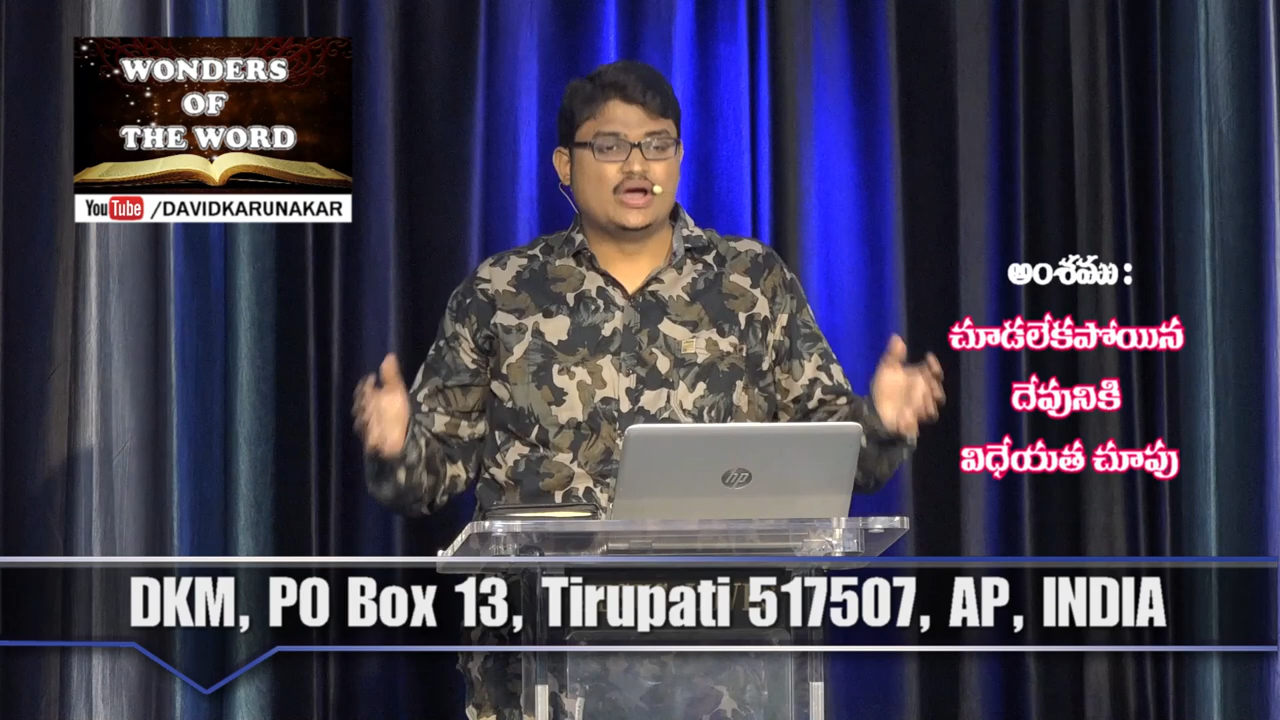 WONDERS
OF
THE WORD
YouTube /DAVIDKARUNAKAR
అంశము :
చూడలేకపోయిన
దేవునికి
విధేయత చూపు
hp
DKM, PO Box 13, Tirupati 517507, AP, INDIA